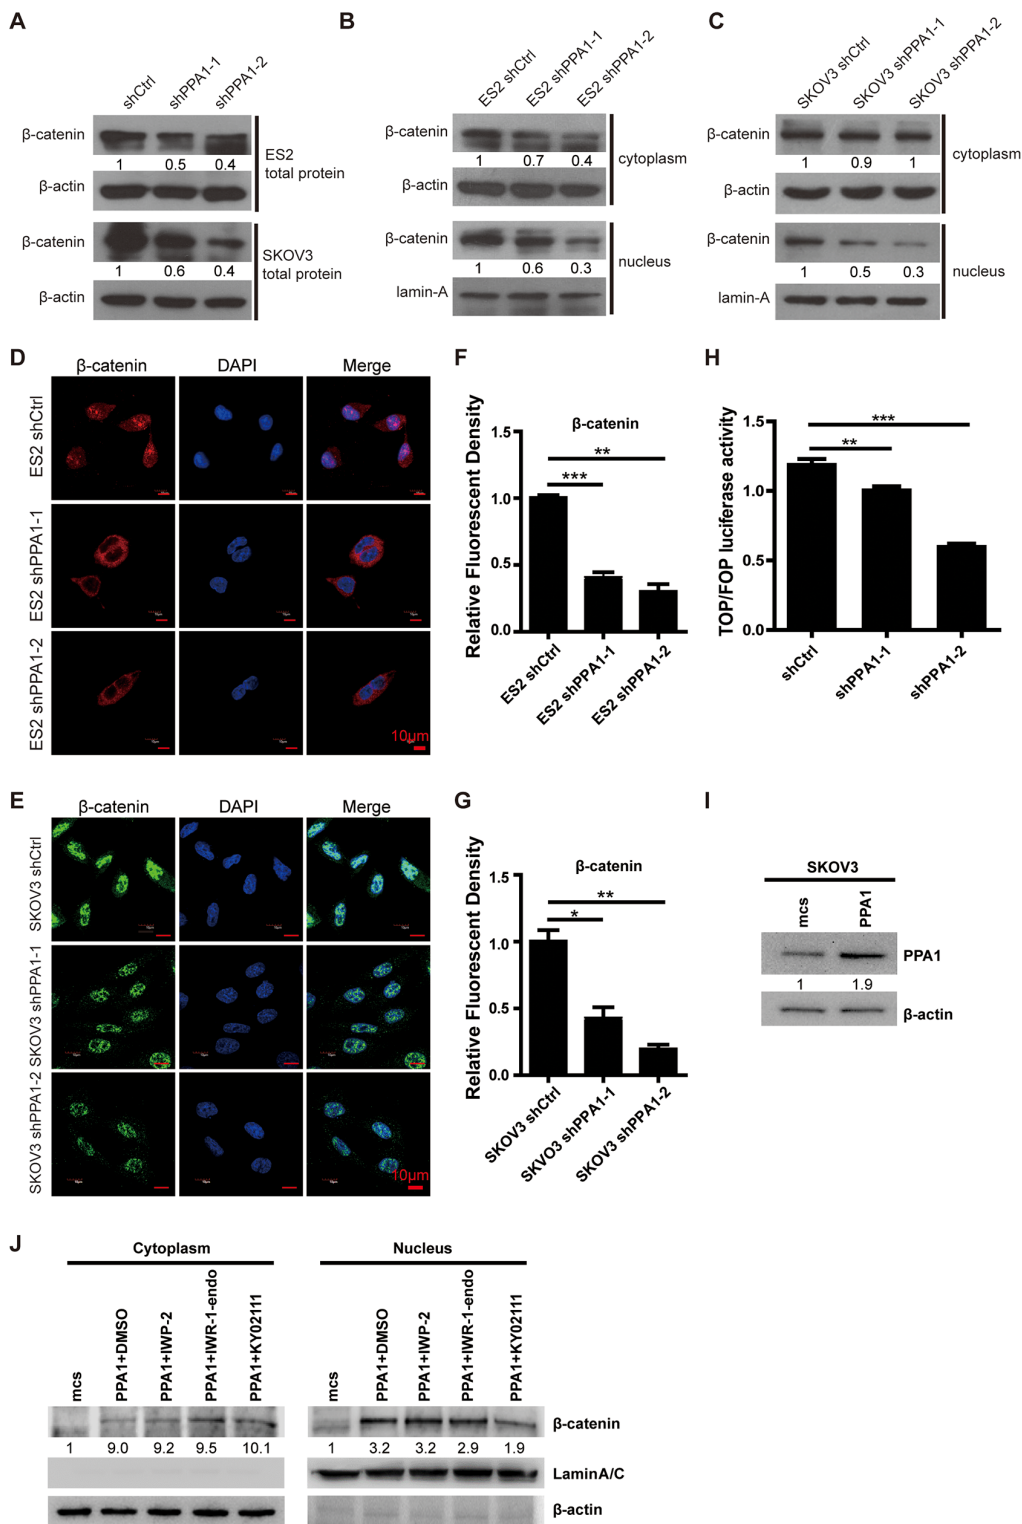 A
shCtrl
shPPA1-1
shPPA1-2
β-catenin
1 0.5 0.4
β-actin
ES2
total protein
β-catenin
1 0.6 0.4
β-actin
SKOV3
total protein
B
ES2 shCtrl
ES2 shPPA1-1
ES2 shPPA1-2
β-catenin
1 0.7 0.4
β-actin
cytoplasm
β-catenin
1 0.6 0.3
lamin-A
nucleus
C
SKOV3 shCtrl
SKOV3 shPPA1-1
SKOV3 shPPA1-2
β-catenin
1 0.9 1
β-actin
cytoplasm
β-catenin
1 0.5 0.3
lamin-A
nucleus
D
β-catenin DAPI Merge
ES2 shCtrl
ES2 shPPA1-1
ES2 shPPA1-2
10μm
F
β-catenin
**
***
Relative Fluorescent Density
1.5
1.0
0.5
0.0
ES2 shCtrl
ES2 shPPA1-1
ES2 shPPA1-2
H
***
**
TOP/FOP luciferase activity
1.5
1.0
0.5
0.0
shCtrl
shPPA1-1
shPPA1-2
E
β-catenin DAPI Merge
SKOV3 shCtrl
SKOV3 shPPA1-1
SKOV3 shPPA1-2
10μm
G
β-catenin
**
*
Relative Fluorescent Density
1.5
1.0
0.5
0.0
SKOV3 shCtrl
SKVO3 shPPA1-1
SKOV3 shPPA1-2
I
SKOV3
mcs
PPA1
PPA1
1 1.9
β-actin
J
Cytoplasm
mcs
PPA1+DMSO
PPA1+IWP-2
PPA1+IWR-1-endo
PPA1+KY02111
Nucleus
mcs
PPA1+DMSO
PPA1+IWP-2
PPA1+IWR-1-endo
PPA1+KY02111
β-catenin
1 9.0 9.2 9.5 10.1
1 3.2 3.2 2.9 1.9
LaminA/C
β-actin